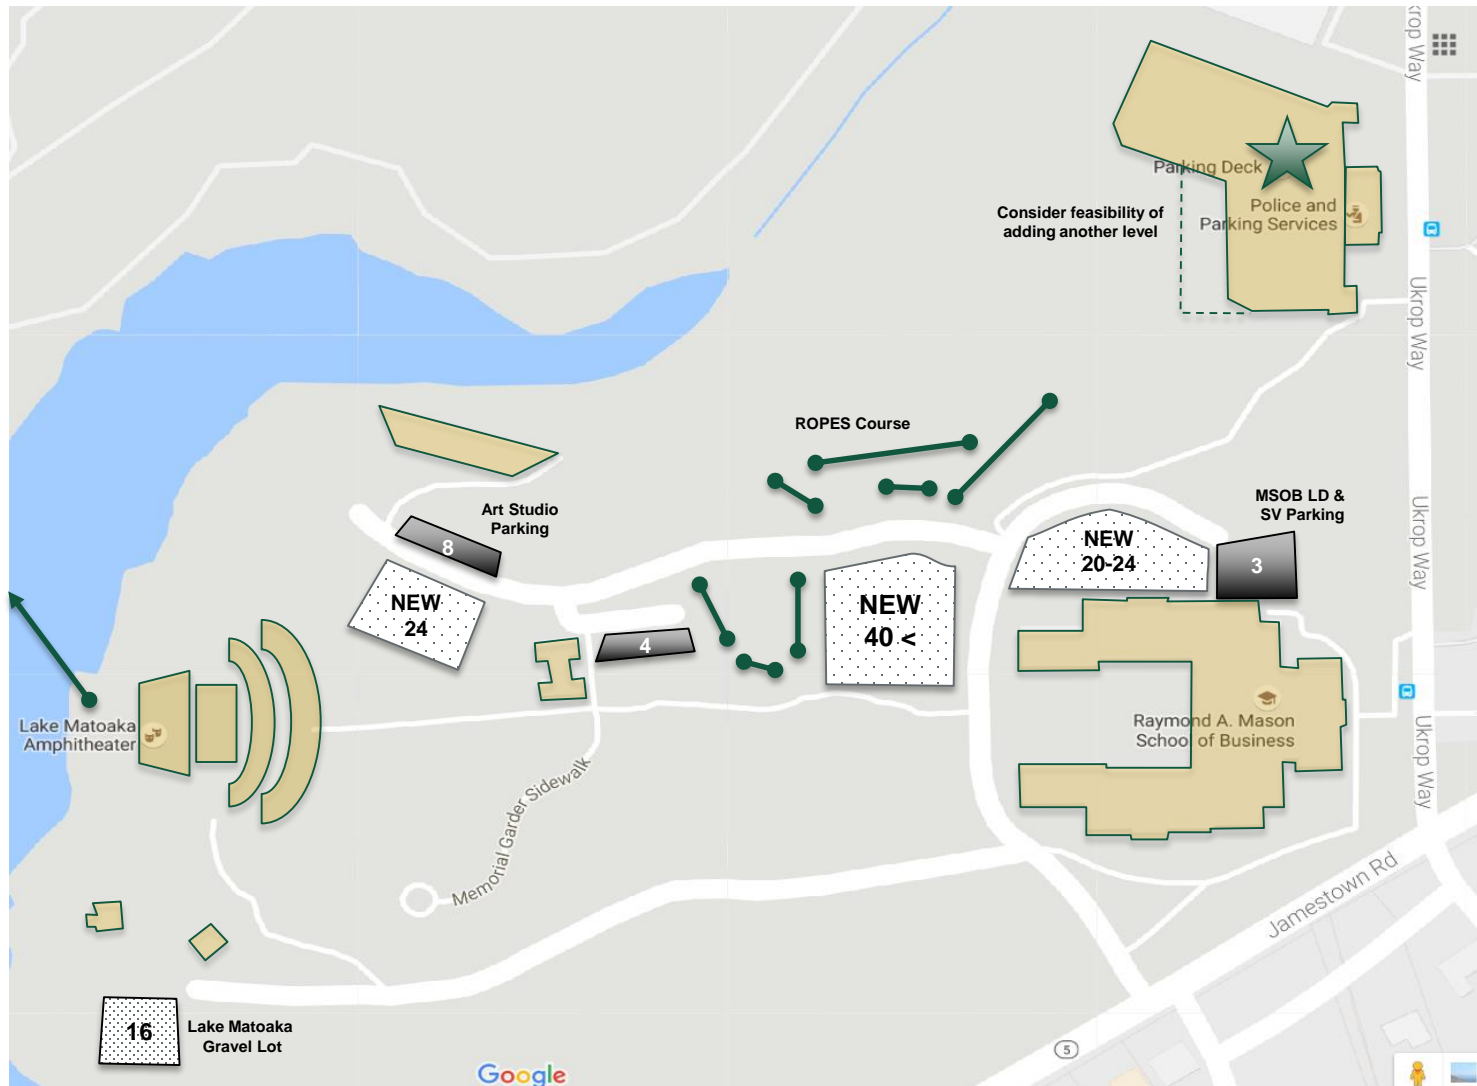 Ukrop Way
Parking Deck
Police and
Parking Services
Consider feasibility of
adding another level
Ukrop Way
ROPES Course
Art Studio
Parking
8
MSOB LD &
SV Parking
NEW
20-24
3
Ukrop Way
NEW
24
NEW
40 <
4
Lake Matoaka
Amphitheater
Raymond A. Mason
School of Business
Ukrop Way
Memorial Garder Sidewalk
Jamestown Rd
16
Lake Matoaka
Gravel Lot
5
Google